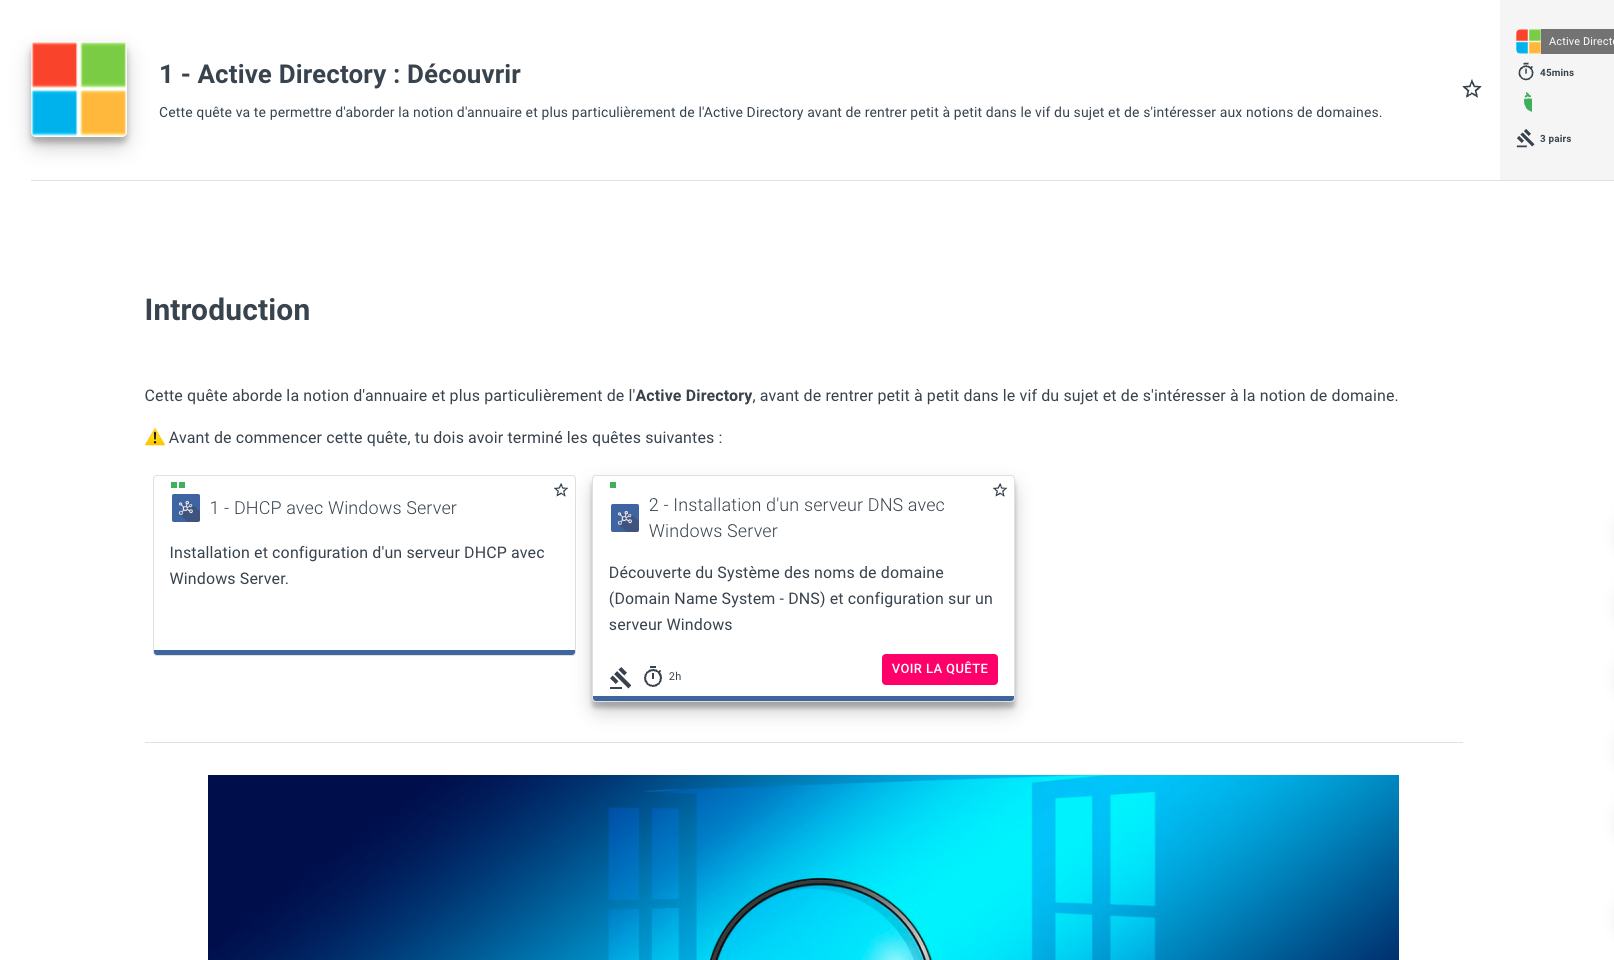 1 - Active Directory : Découvrir
Cette quête va te permettre d'aborder la notion d'annuaire et plus particulièrement de l'Active Directory avant de rentrer petit à petit dans le vif du sujet et de s'intéresser aux notions de domaines.
Active Directo
45mins
3 pairs
Introduction
Cette quête aborde la notion d'annuaire et plus particulièrement de l'Active Directory, avant de rentrer petit à petit dans le vif du sujet et de s'intéresser à la notion de domaine.
⚠️ Avant de commencer cette quête, tu dois avoir terminé les quêtes suivantes :
1 - DHCP avec Windows Server
Installation et configuration d'un serveur DHCP avec
Windows Server.
2 - Installation d'un serveur DNS avec
Windows Server
Découverte du Système des noms de domaine
(Domain Name System - DNS) et configuration sur un
serveur Windows
2h
VOIR LA QUÊTE